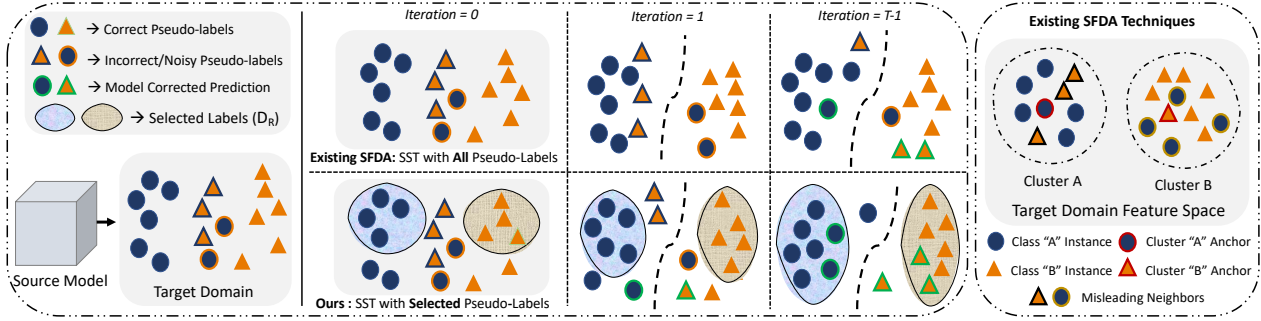 → Correct Pseudo-labels
→ Incorrect/Noisy Pseudo-labels
→ Model Corrected Prediction
→ Selected Labels (D_R)
Source Model
Target Domain
Iteration = 0
Iteration = 1
Iteration = T-1
Existing SFDA: SST with All Pseudo-Labels
Ours : SST with Selected Pseudo-Labels
Existing SFDA Techniques
Cluster A
Cluster B
Target Domain Feature Space
Class “A” Instance
Cluster “A” Anchor
Class “B” Instance
Cluster “B” Anchor
Misleading Neighbors